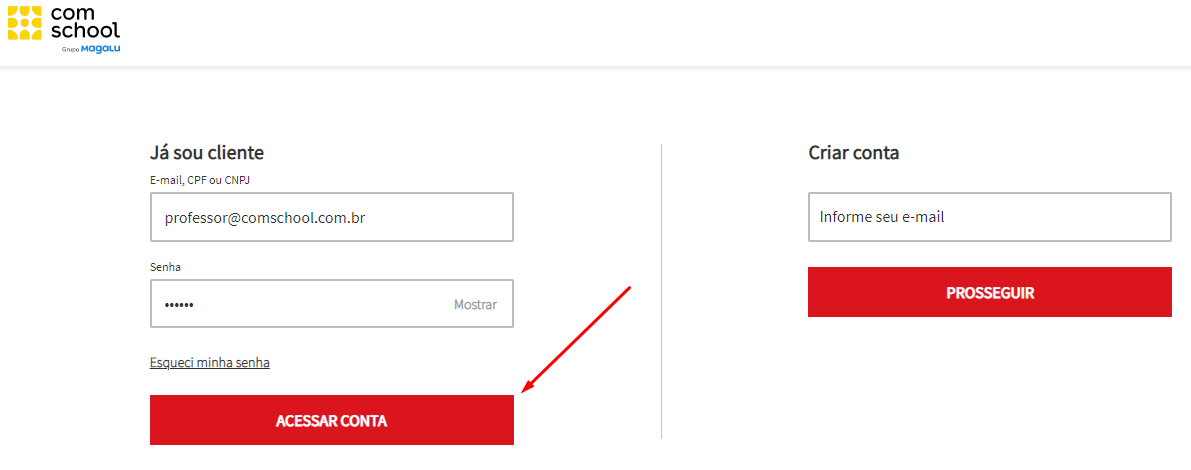 com
school
Grupo Magalu
Já sou cliente
E-mail, CPF ou CNPJ
professor@comschool.com.br
Senha
•••••• Mostrar
Esqueci minha senha
ACESSAR CONTA
Criar conta
Informe seu e-mail
PROSSEGUIR